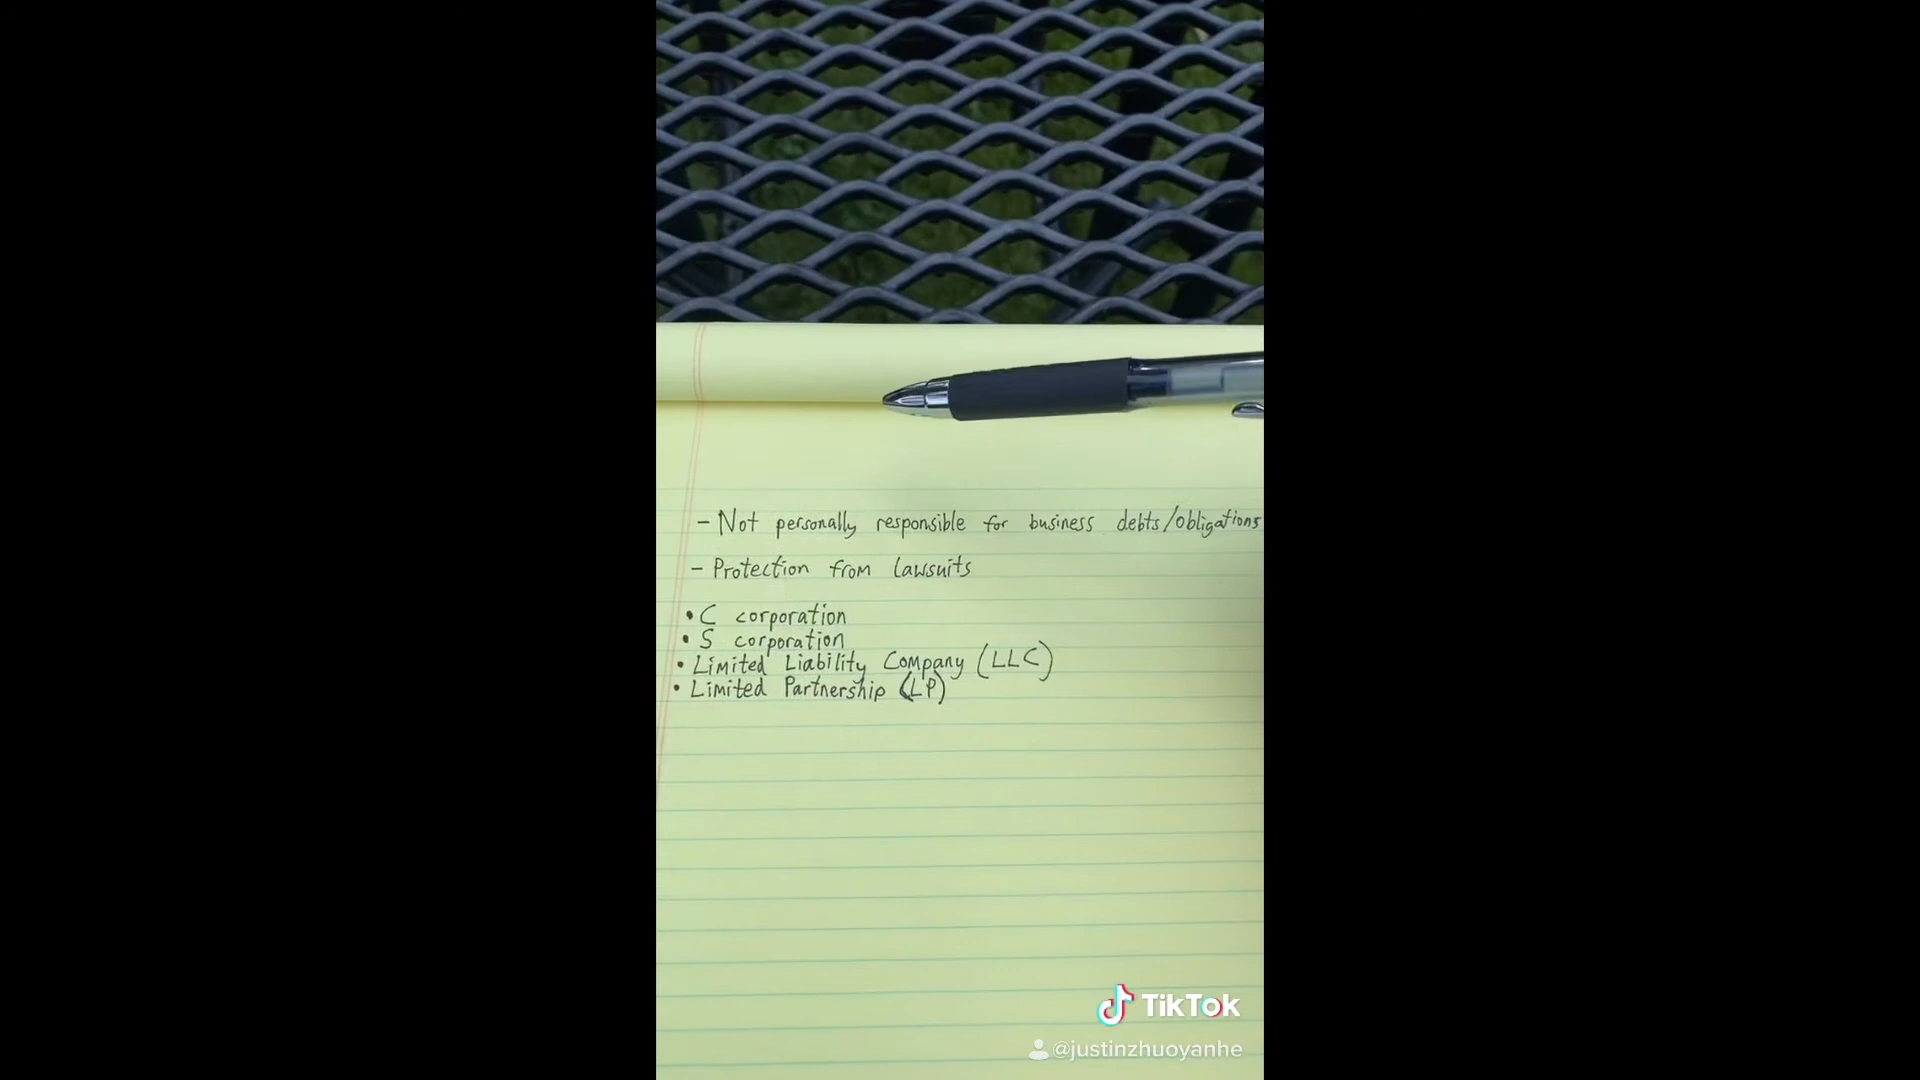 - Not personally responsible for business debts/obligations
- Protection from lawsuits
• C corporation
• S corporation
• Limited Liability Company (LLC)
• Limited Partnership (LP)
TikTok
@justinzhuoyanhe